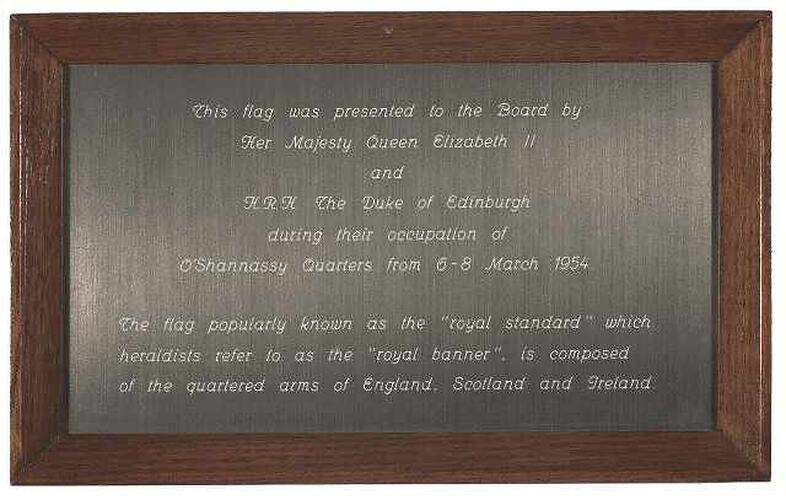 This flag was presented to the Board by
Her Majesty Queen Elizabeth II
and
H.R.H The Duke of Edinburgh
during their occupation of
O'Shannassy Quarters from 6-8 March 1954
The flag popularly known as the "royal standard" which
heraldists refer to as the "royal banner", is composed
of the quartered arms of England, Scotland and Ireland.